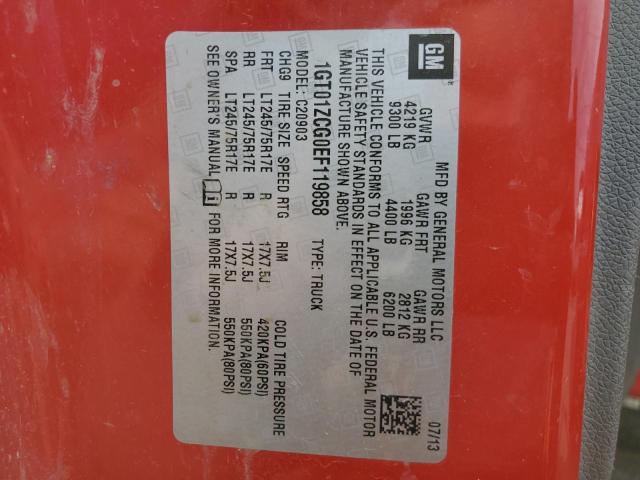 GM
MFD BY GENERAL MOTORS LLC 07/13
GVWR GAWR FRT GAWR RR
4219 KG 1996 KG 2812 KG
9300 LB 4400 LB 6200 LB
THIS VEHICLE CONFORMS TO ALL APPLICABLE U.S. FEDERAL MOTOR
VEHICLE SAFETY STANDARDS IN EFFECT ON THE DATE OF
MANUFACTURE SHOWN ABOVE.
1GT01ZCG0EF119858 TYPE: TRUCK
MODEL: C20903
CHG9 TIRE SIZE SPEED RTG RIM COLD TIRE PRESSURE
FRT LT245/75R17E R 17X7.5J 420KPA(60PSI)
RR LT245/75R17E R 17X7.5J 550KPA(80PSI)
SPA LT245/75R17E R 17X7.5J 550KPA(80PSI)
SEE OWNER'S MANUAL FOR MORE INFORMATION.